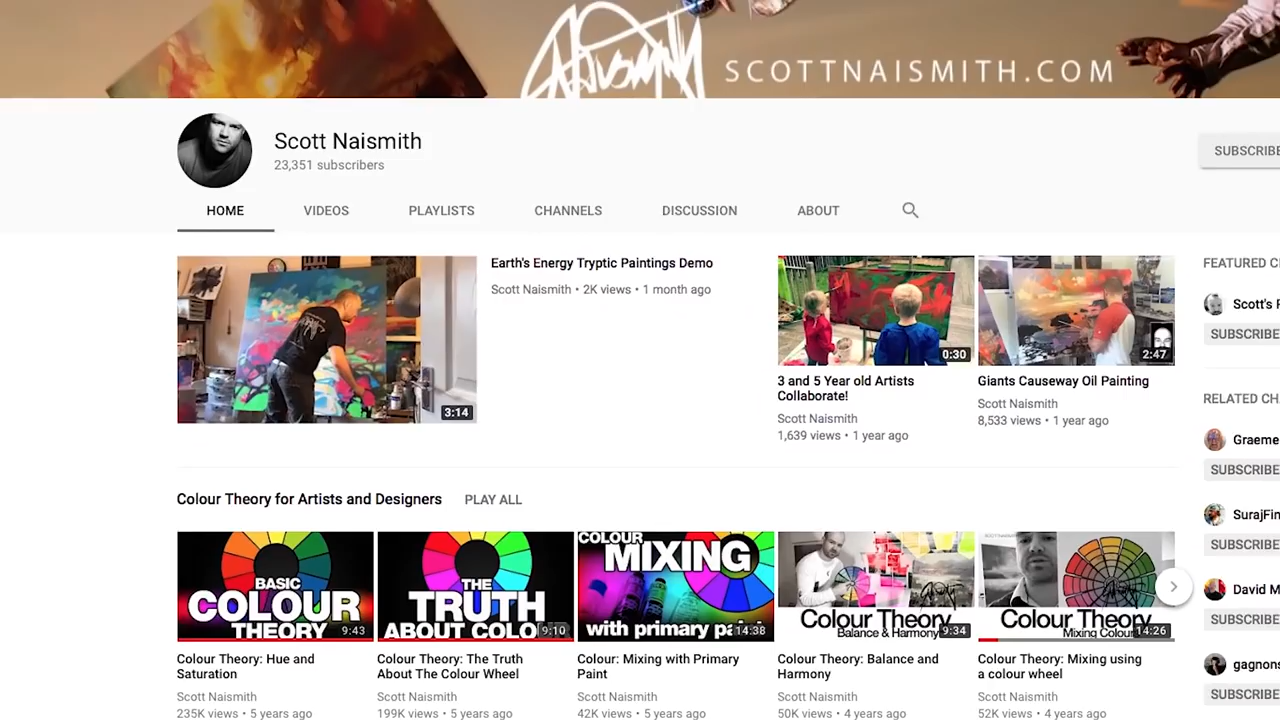 SCOTTNAISMITH.COM
Scott Naismith
23,351 subscribers
SUBSCRIBE
HOME VIDEOS PLAYLISTS CHANNELS DISCUSSION ABOUT
3:14
Earth's Energy Tryptic Paintings Demo
Scott Naismith • 2K views • 1 month ago
0:30
3 and 5 Year old Artists
Collaborate!
Scott Naismith
1,639 views • 1 year ago
2:47
Giants Causeway Oil Painting
Scott Naismith
8,533 views • 1 year ago
FEATURED C
Scott's
SUBSCRIBE
RELATED CH
Graeme
SUBSCRIBE
SurajFin
SUBSCRIBE
David M
SUBSCRIBE
gagnons
SUBSCRIBE
Colour Theory for Artists and Designers PLAY ALL
BASIC
COLOUR
THEORY
9:43
Colour Theory: Hue and
Saturation
Scott Naismith
235K views • 5 years ago
THE
TRUTH
ABOUT COLO
9:10
Colour Theory: The Truth
About The Colour Wheel
Scott Naismith
199K views • 5 years ago
COLOUR
MIXING
with primary pa
14:38
Colour: Mixing with Primary
Paint
Scott Naismith
42K views • 5 years ago
Colour Theory
Balance & Harmony
9:34
Colour Theory: Balance and
Harmony
Scott Naismith
50K views • 4 years ago
Colour Theory
Mixing Colour
14:26
Colour Theory: Mixing using
a colour wheel
Scott Naismith
52K views • 4 years ago